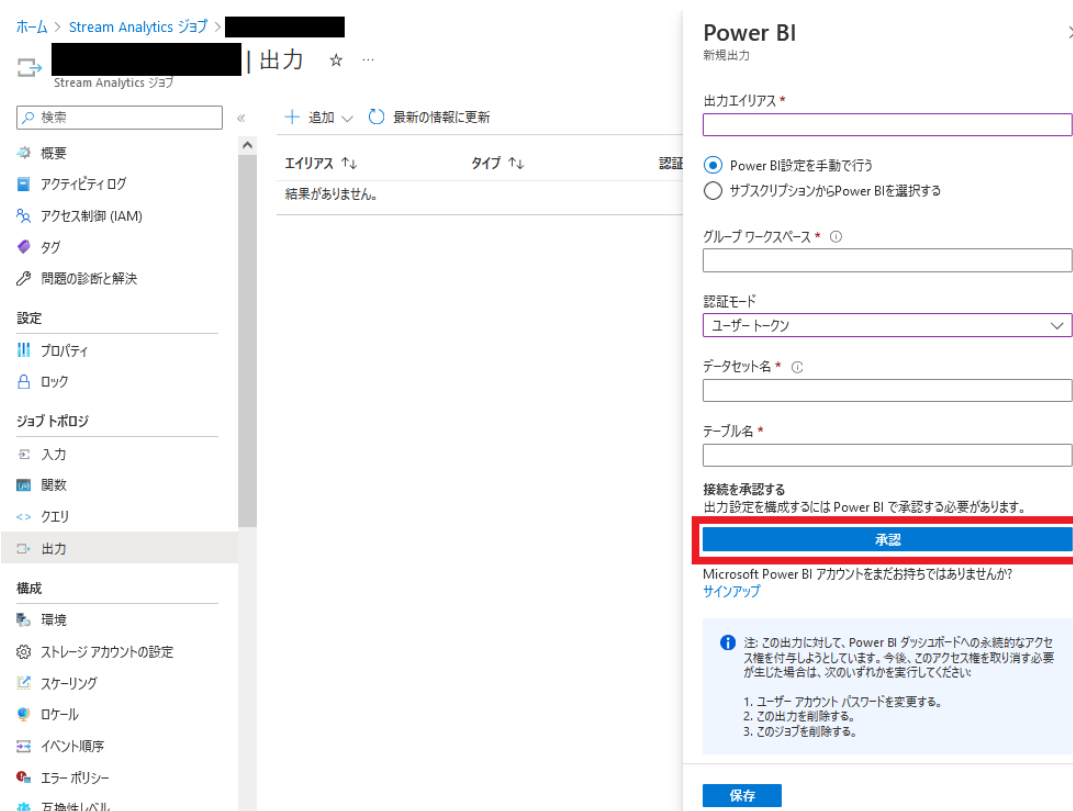 ホーム > Stream Analytics ジョブ >
| 出力 ☆ …
Stream Analytics ジョブ
検索
«
概要
アクティビティ ログ
アクセス制御 (IAM)
タグ
問題の診断と解決
設定
プロパティ
ロック
ジョブ トポロジ
入力
関数
クエリ
出力
構成
環境
ストレージ アカウントの設定
スケーリング
ロケール
イベント順序
エラー ポリシー
互換性レベル
追加
最新の情報に更新
エイリアス ↑↓
タイプ ↑↓
認証
結果がありません。
Power BI
新規出力
出力エイリアス *
Power BI設定を手動で行う
サブスクリプションからPower BIを選択する
グループ ワークスペース *
認証モード
ユーザー トークン
データセット名 *
テーブル名 *
接続を承認する
出力設定を構成するには Power BI で承認する必要があります。
承認
Microsoft Power BI アカウントをまだお持ちではありませんか?
サインアップ
注: この出力に対して、Power BI ダッシュボードへの永続的なアクセ
ス権を付与しようとしています。今後、このアクセス権を取り消す必要
が生じた場合は、次のいずれかを実行してください:
1. ユーザー アカウント パスワードを変更する。
2. この出力を削除する。
3. このジョブを削除する。
保存